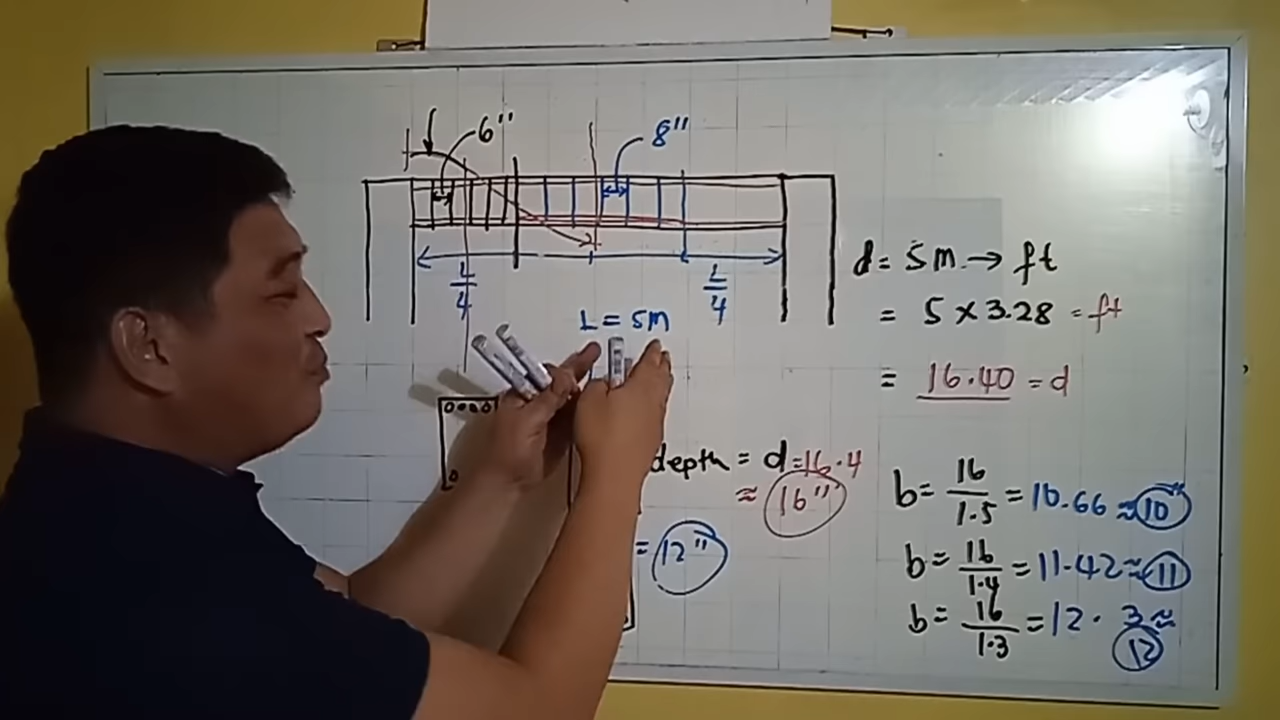 6"
8"
L/4
L/4
L = 5m
d = 5m → ft
= 5 x 3.28 = ft
= 16.40 = d
depth = d = 16.4
≈ 16"
= 12"
b = 16/1.5 = 10.66 ≈ 10"
b = 16/1.4 = 11.42 ≈ 11
b = 16/1.3 = 12.3 ≈
12